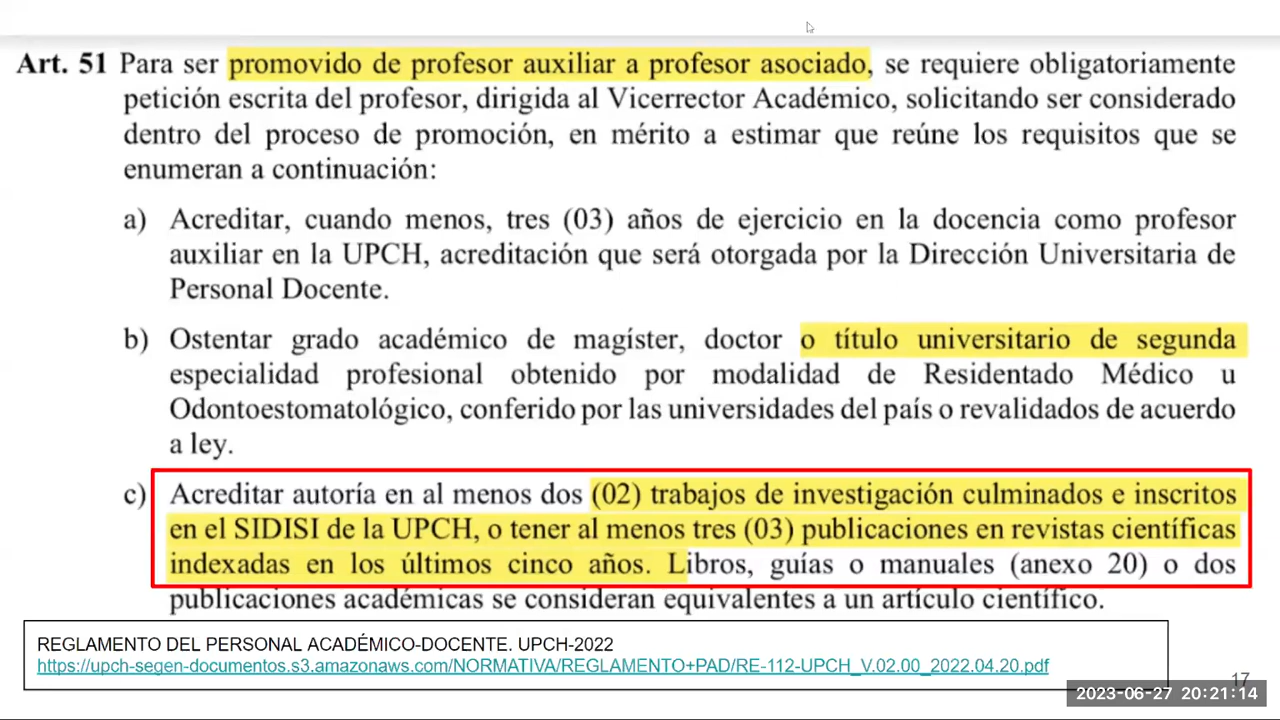 Art. 51 Para ser promovido de profesor auxiliar a profesor asociado, se requiere obligatoriamente
petición escrita del profesor, dirigida al Vicerrector Académico, solicitando ser considerado
dentro del proceso de promoción, en mérito a estimar que reúne los requisitos que se
enumeran a continuación:
a) Acreditar, cuando menos, tres (03) años de ejercicio en la docencia como profesor
auxiliar en la UPCH, acreditación que será otorgada por la Dirección Universitaria de
Personal Docente.
b) Ostentar grado académico de magíster, doctor o título universitario de segunda
especialidad profesional obtenido por modalidad de Residentado Médico u
Odontoestomatológico, conferido por las universidades del país o revalidados de acuerdo
a ley.
c) Acreditar autoría en al menos dos (02) trabajos de investigación culminados e inscritos
en el SIDISI de la UPCH, o tener al menos tres (03) publicaciones en revistas científicas
indexadas en los últimos cinco años. Libros, guías o manuales (anexo 20) o dos
publicaciones académicas se consideran equivalentes a un artículo científico.
REGLAMENTO DEL PERSONAL ACADÉMICO-DOCENTE. UPCH-2022
https://upch-segen-documentos.s3.amazonaws.com/NORMATIVA/REGLAMENTO+PAD/RE-112-UPCH_V.02.00_2022.04.20.pdf
17
2023-06-27 20:21:14